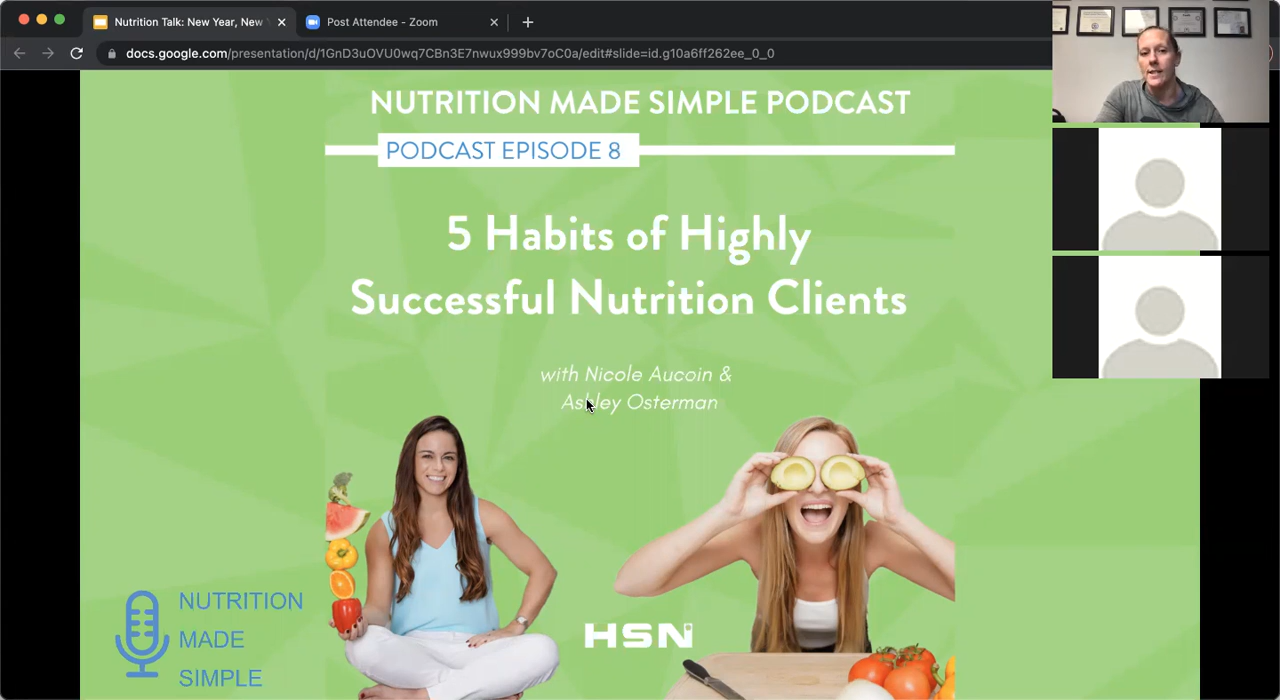 Nutrition Talk: New Year, New
Post Attendee - Zoom
docs.google.com/presentation/d/1GnD3uOVU0wq7CBn3E7nwux999bv7oC0a/edit#slide=id.g10a6ff262ee_0_0
NUTRITION MADE SIMPLE PODCAST
PODCAST EPISODE 8
5 Habits of Highly
Successful Nutrition Clients
with Nicole Aucoin &
Ashley Osterman
NUTRITION
MADE
SIMPLE
HSN